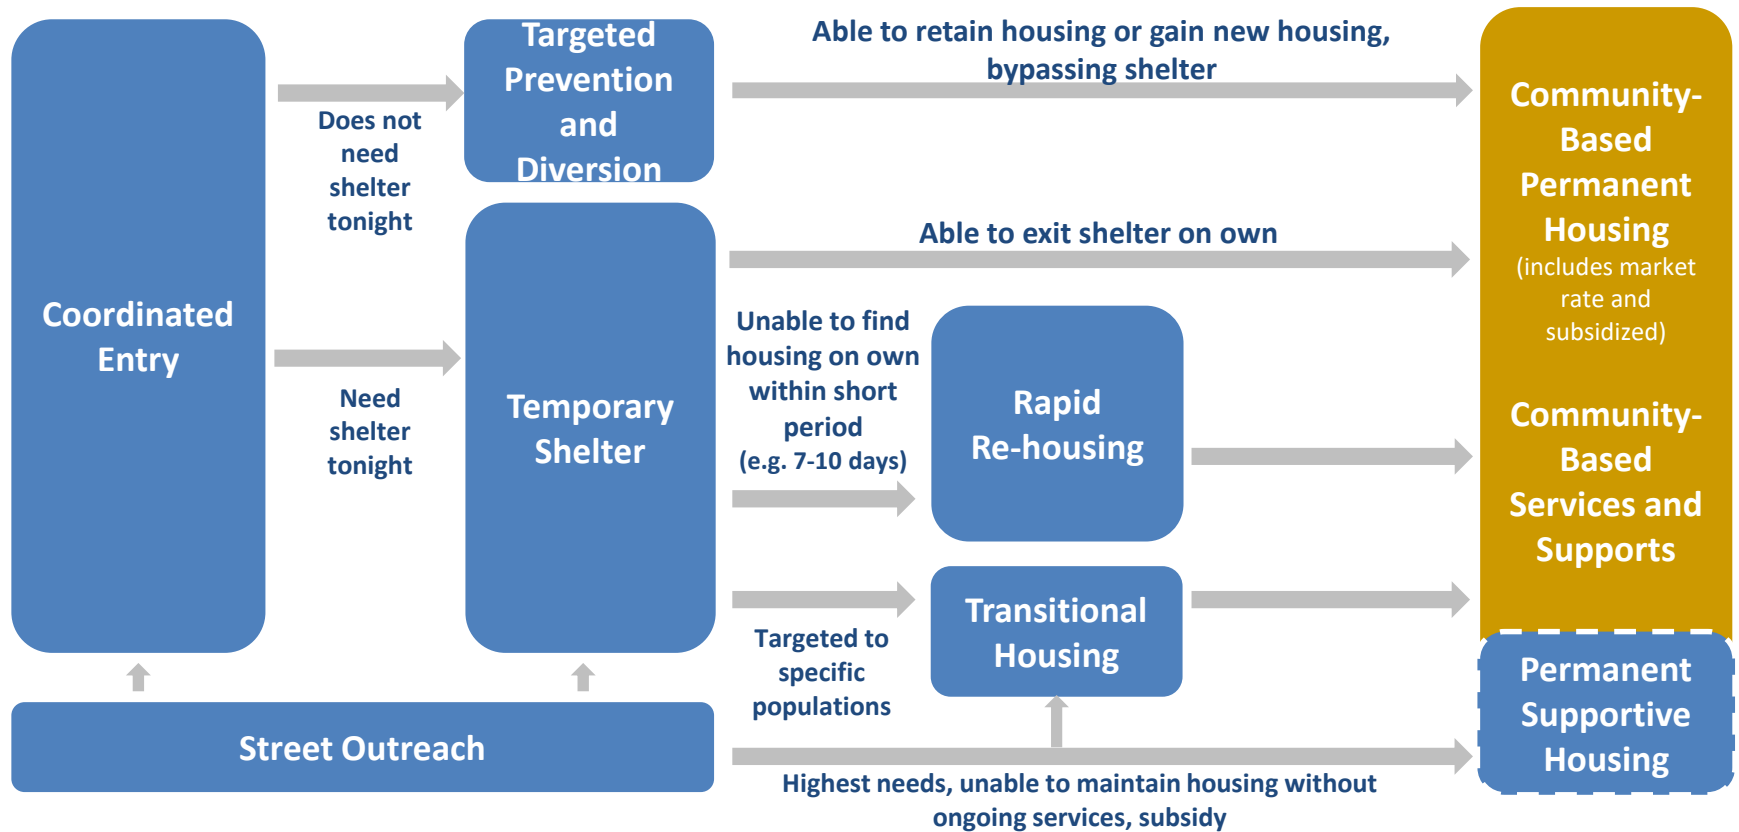 Coordinated
Entry
Does not
need
shelter
tonight
Need
shelter
tonight
Targeted
Prevention
and
Diversion
Temporary
Shelter
Street Outreach
Able to retain housing or gain new housing,
bypassing shelter
Able to exit shelter on own
Unable to find
housing on own
within short
period
(e.g. 7-10 days)
Rapid
Re-housing
Targeted to
specific
populations
Transitional
Housing
Highest needs, unable to maintain housing without
ongoing services, subsidy
Community-
Based
Permanent
Housing
(includes market
rate and
subsidized)
Community-
Based
Services and
Supports
Permanent
Supportive
Housing